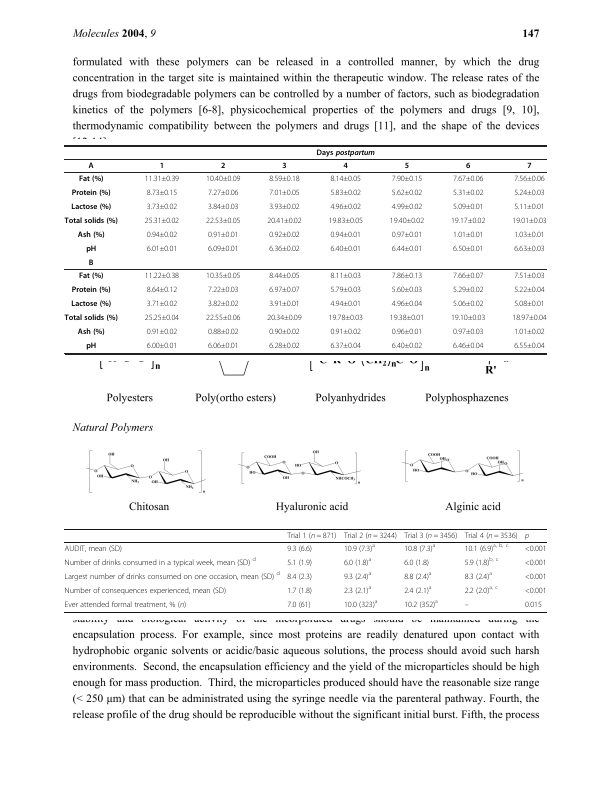 Molecules 2004, 9 147
formulated with these polymers can be released in a controlled manner, by which the drug
concentration in the target site is maintained within the therapeutic window. The release rates of the
drugs from biodegradable polymers can be controlled by a number of factors, such as biodegradation
kinetics of the polymers [6-8], physicochemical properties of the polymers and drugs [9, 10],
thermodynamic compatibility between the polymers and drugs [11], and the shape of the devices
Days postpartum
A 1 2 3 4 5 6 7
Fat (%) 11.31±0.39 10.40±0.09 8.59±0.18 8.14±0.05 7.90±0.15 7.67±0.06 7.56±0.06
Protein (%) 8.73±0.15 7.27±0.06 7.01±0.05 5.83±0.02 5.62±0.02 5.31±0.02 5.24±0.03
Lactose (%) 3.73±0.02 3.84±0.03 3.93±0.02 4.96±0.02 4.99±0.02 5.09±0.01 5.11±0.01
Total solids (%) 25.31±0.02 22.53±0.05 20.41±0.02 19.83±0.05 19.40±0.02 19.17±0.02 19.01±0.03
Ash (%) 0.94±0.02 0.91±0.01 0.92±0.02 0.94±0.01 0.97±0.01 1.01±0.01 1.03±0.01
pH 6.01±0.01 6.09±0.01 6.36±0.02 6.40±0.01 6.44±0.01 6.50±0.01 6.63±0.03
B
Fat (%) 11.22±0.38 10.35±0.05 8.44±0.05 8.11±0.03 7.86±0.13 7.66±0.07 7.51±0.03
Protein (%) 8.64±0.12 7.22±0.03 6.97±0.07 5.79±0.03 5.60±0.03 5.29±0.02 5.22±0.04
Lactose (%) 3.71±0.02 3.82±0.02 3.91±0.01 4.94±0.01 4.96±0.04 5.06±0.02 5.08±0.01
Total solids (%) 25.25±0.04 22.55±0.06 20.34±0.09 19.78±0.03 19.38±0.01 19.10±0.03 18.97±0.04
Ash (%) 0.91±0.02 0.88±0.02 0.90±0.02 0.91±0.02 0.96±0.01 0.97±0.03 1.01±0.02
pH 6.00±0.01 6.06±0.01 6.28±0.02 6.37±0.04 6.40±0.02 6.46±0.04 6.55±0.04
n n R'
Polyesters Poly(ortho esters) Polyanhydrides Polyphosphazenes
Natural Polymers
Chitosan Hyaluronic acid Alginic acid
Trial 1 (n = 871) Trial 2 (n = 3244) Trial 3 (n = 3456) Trial 4 (n = 3536) p
AUDIT, mean (SD) 9.3 (6.6) 10.9 (7.3)a 10.8 (7.3)a 10.1 (6.9)a, b, c <0.001
Number of drinks consumed in a typical week, mean (SD) d 5.1 (1.9) 6.0 (1.8)a 6.0 (1.8) 5.9 (1.8)b, c <0.001
Largest number of drinks consumed on one occasion, mean (SD) d 8.4 (2.3) 9.3 (2.4)a 8.8 (2.4)a 8.3 (2.4)a <0.001
Number of consequences experienced, mean (SD) 1.7 (1.8) 2.3 (2.1)a 2.4 (2.1)a 2.2 (2.0)a, c <0.001
Ever attended formal treatment, % (n) 7.0 (61) 10.0 (323)a 10.2 (352)a – 0.015
stability and biological activity of the incorporated drugs should be maintained during the
encapsulation process. For example, since most proteins are readily denatured upon contact with
hydrophobic organic solvents or acidic/basic aqueous solutions, the process should avoid such harsh
environments. Second, the encapsulation efficiency and the yield of the microparticles should be high
enough for mass production. Third, the microparticles produced should have the reasonable size range
(< 250 μm) that can be administrated using the syringe needle via the parenteral pathway. Fourth, the
release profile of the drug should be reproducible without the significant initial burst. Fifth, the process